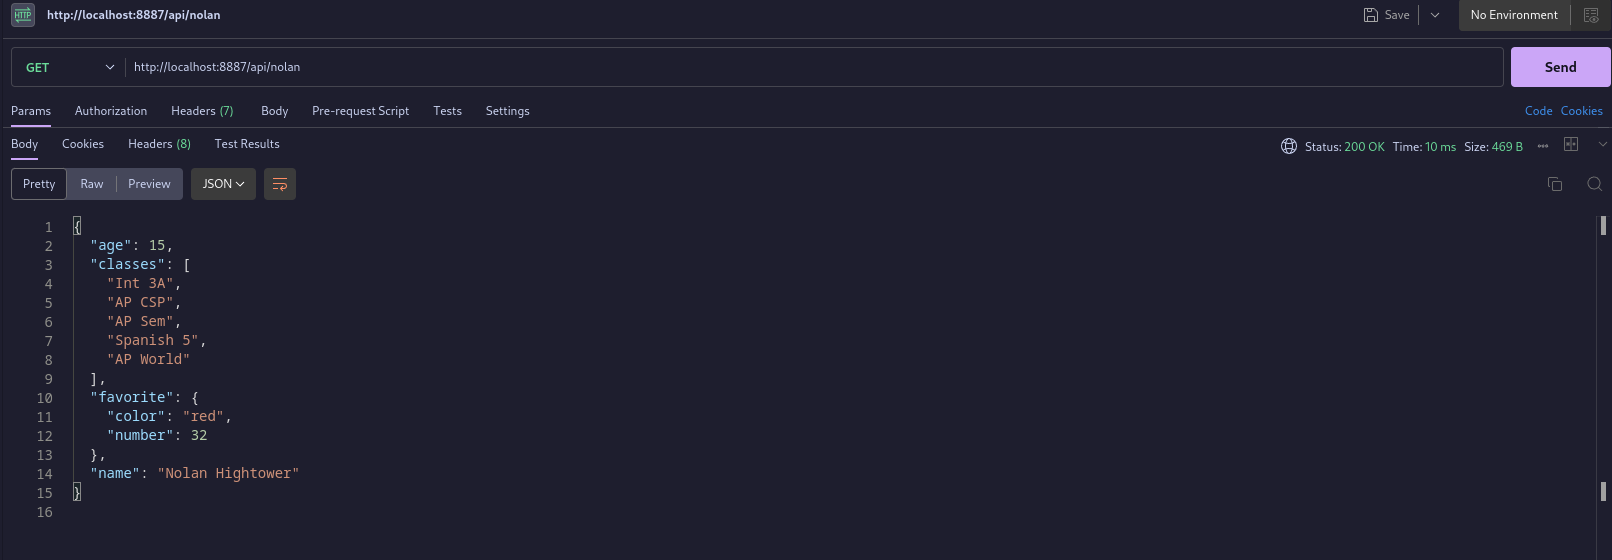 HTTP http://localhost:8887/api/nolan Save No Environment
GET http://localhost:8887/api/nolan Send
Params Authorization Headers (7) Body Pre-request Script Tests Settings Code Cookies
Body Cookies Headers (8) Test Results Status: 200 OK Time: 10 ms Size: 469 B
Pretty Raw Preview JSON
1 {
2 "age": 15,
3 "classes": [
4 "Int 3A",
5 "AP CSP",
6 "AP Sem",
7 "Spanish 5",
8 "AP World"
9 ],
10 "favorite": {
11 "color": "red",
12 "number": 32
13 },
14 "name": "Nolan Hightower"
15 }
16